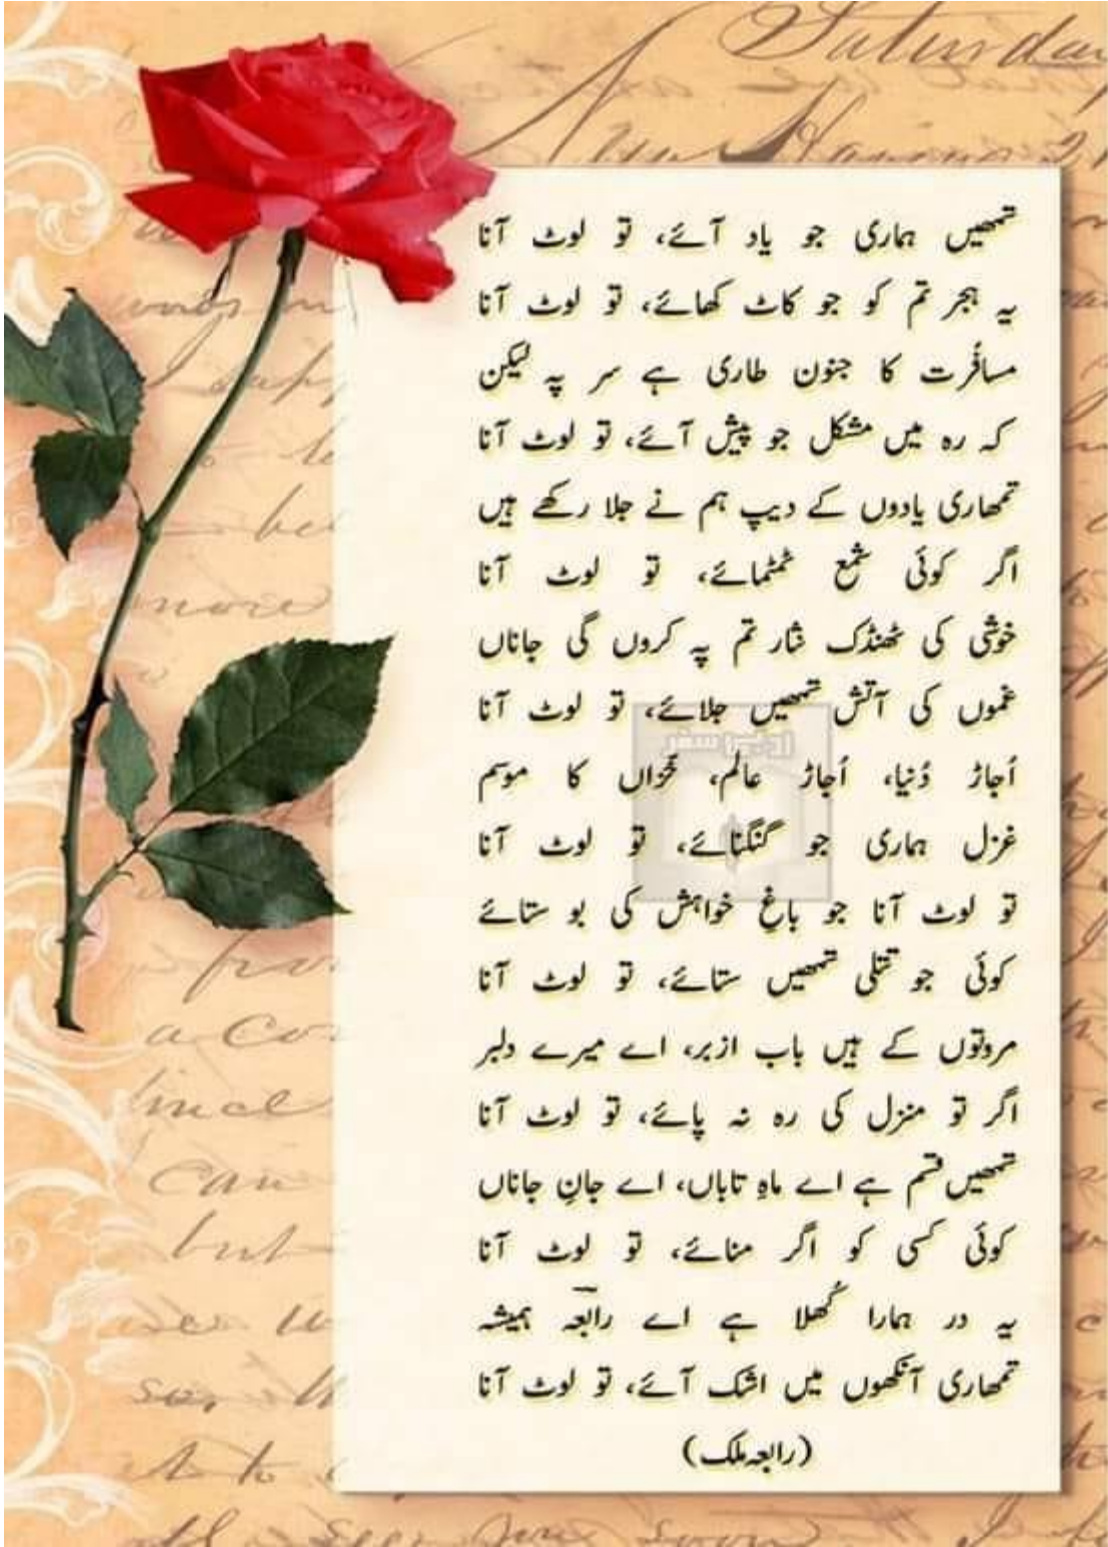 Saturday
New Haven
تمھیں ہماری جو یاد آئے، تو لوٹ آنا
یہ ہجر تم کو جو کاٹ کھائے، تو لوٹ آنا
مسافرت کا جنون طاری ہے سر پہ لیکن
کہ رہ میں مشکل جو پیش آئے، تو لوٹ آنا
تمھاری یادوں کے دیپ ہم نے جلا رکھے ہیں
اگر کوئی شمع ٹمٹمائے، تو لوٹ آنا
خوشی کی ٹھنڈک نثار تم پہ کروں گی جاناں
غموں کی آتش تمھیں جلائے، تو لوٹ آنا
اُجاڑ دُنیا، اُجاڑ عالم، خزاں کا موسم
غزل ہماری جو گنگنائے، تو لوٹ آنا
تو لوٹ آنا جو باغ خواہش کی بو ستائے
کوئی جو تتلی تمھیں ستائے، تو لوٹ آنا
مروتوں کے ہیں باب ازبر، اے میرے دلبر
اگر تو منزل کی رہ نہ پائے، تو لوٹ آنا
تمھیں قسم ہے اے ماہِ تاباں، اے جانِ جاناں
کوئی کسی کو اگر منائے، تو لوٹ آنا
یہ در ہمارا کُھلا ہے اے رابعہؔ ہمیشہ
تمھاری آنکھوں میں اشک آئے، تو لوٹ آنا
(رابعہ ملک)